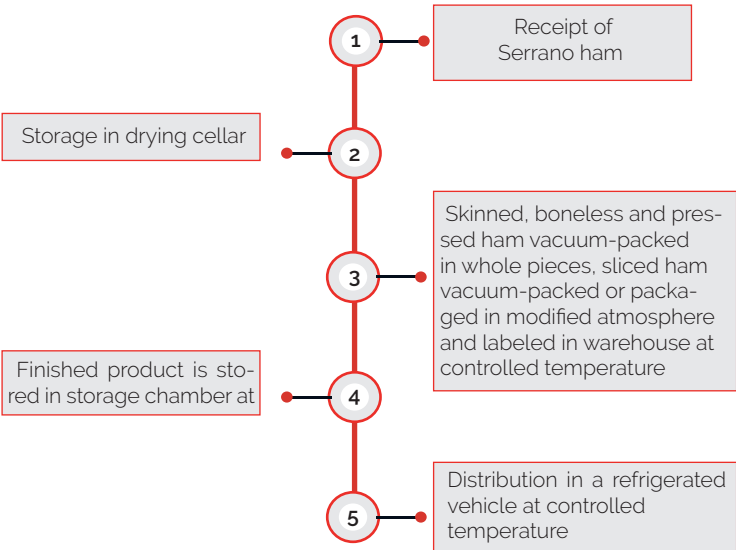 1
Receipt of
Serrano ham
Storage in drying cellar
2
3
Skinned, boneless and pres-
sed ham vacuum-packed
in whole pieces, sliced ham
vacuum-packed or packa-
ged in modified atmosphere
and labeled in warehouse at
controlled temperature
Finished product is sto-
red in storage chamber at
4
5
Distribution in a refrigerated
vehicle at controlled
temperature